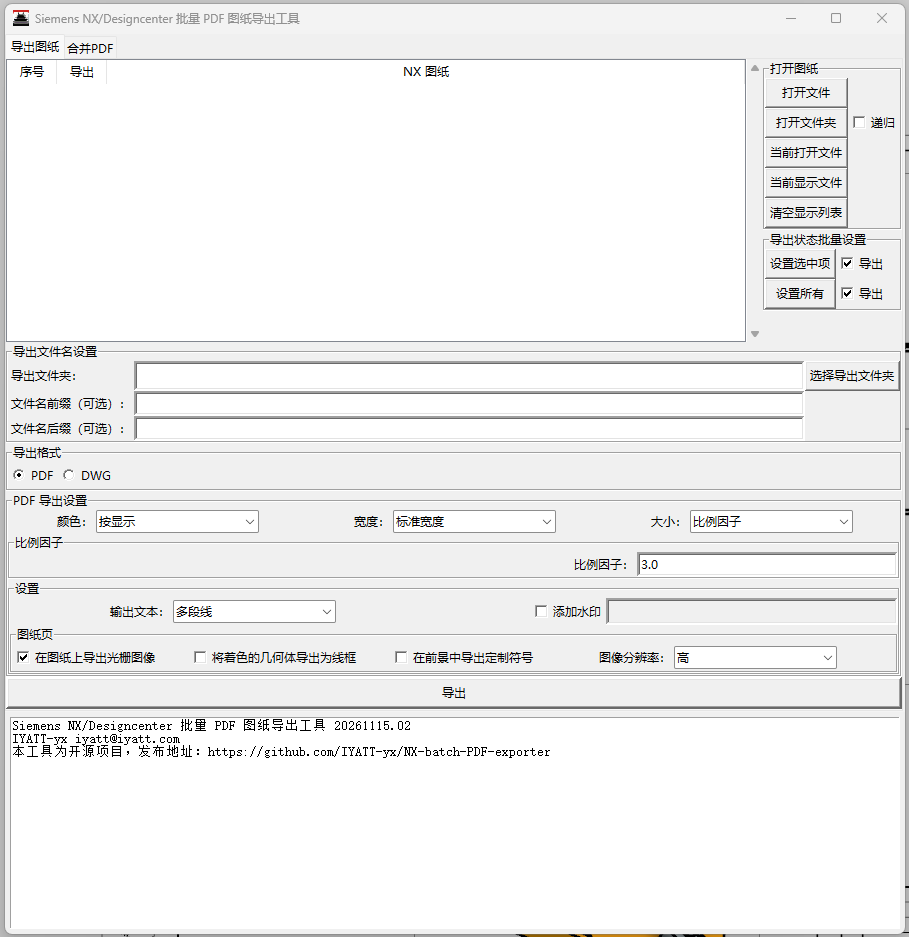 Siemens NX/Designcenter 批量 PDF 图纸导出工具
导出图纸 合并PDF
序号 导出 NX 图纸
打开图纸
打开文件
打开文件夹 递归
当前打开文件
当前显示文件
清空显示列表
导出状态批量设置
设置选中项 导出
设置所有 导出
导出文件名设置
导出文件夹: 选择导出文件夹
文件名前缀（可选）:
文件名后缀（可选）:
导出格式
PDF DWG
PDF 导出设置
颜色: 按显示 宽度: 标准宽度 大小: 比例因子
比例因子
比例因子: 3.0
设置
输出文本: 多段线 添加水印
图纸页
在图纸上导出光栅图像 将着色的几何体导出为线框 在前景中导出定制符号 图像分辨率: 高
导出
Siemens NX/Designcenter 批量 PDF 图纸导出工具 20261115.02
IYATT-yx iyatt@iyatt.com
本工具为开源项目，发布地址：https://github.com/IYATT-yx/NX-batch-PDF-exporter